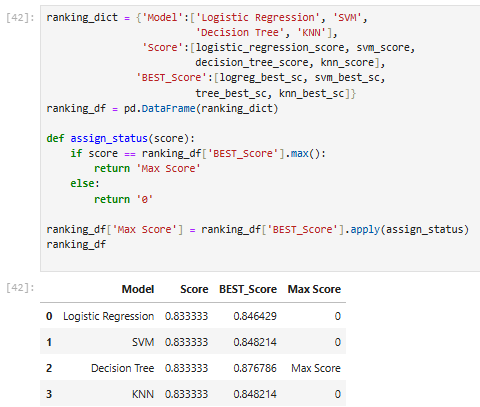 [42]: ranking_dict = {'Model':['Logistic Regression', 'SVM',
'Decision Tree', 'KNN'],
'Score':[logistic_regression_score, svm_score,
decision_tree_score, knn_score],
'BEST_Score':[logreg_best_sc, svm_best_sc,
tree_best_sc, knn_best_sc]}
ranking_df = pd.DataFrame(ranking_dict)
def assign_status(score):
if score == ranking_df['BEST_Score'].max():
return 'Max Score'
else:
return '0'
ranking_df['Max Score'] = ranking_df['BEST_Score'].apply(assign_status)
ranking_df
[42]: Model Score BEST_Score Max Score
0 Logistic Regression 0.833333 0.846429 0
1 SVM 0.833333 0.848214 0
2 Decision Tree 0.833333 0.876786 Max Score
3 KNN 0.833333 0.848214 0